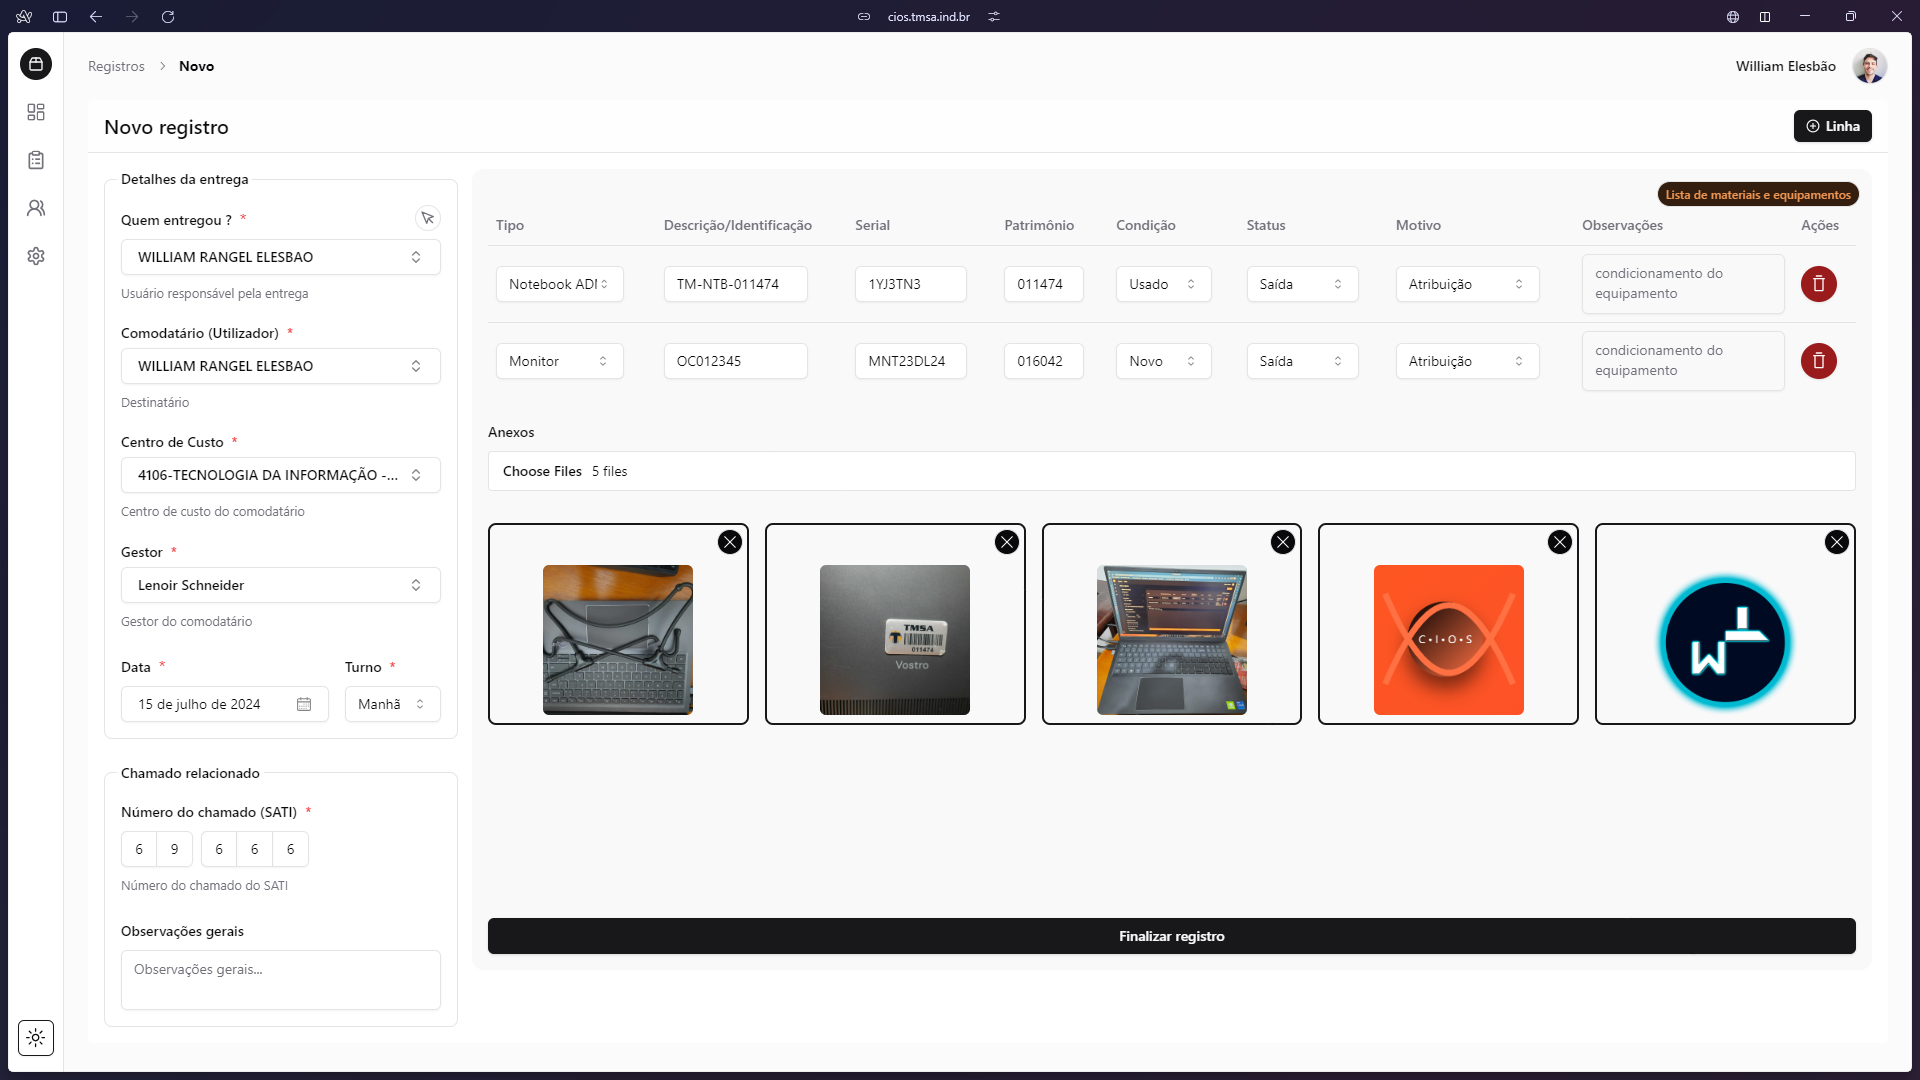 cios.tmsa.ind.br
Registros > Novo
William Elesbão
Novo registro
Linha
Detalhes da entrega
Quem entregou ? *
WILLIAM RANGEL ELESBAO
Usuário responsável pela entrega
Comodatário (Utilizador) *
WILLIAM RANGEL ELESBAO
Destinatário
Centro de Custo *
4106-TECNOLOGIA DA INFORMAÇÃO -...
Centro de custo do comodatário
Gestor *
Lenoir Schneider
Gestor do comodatário
Data * Turno *
15 de julho de 2024 Manhã
Chamado relacionado
Número do chamado (SATI) *
6 9 6 6 6
Número do chamado do SATI
Observações gerais
Observações gerais...
Lista de materiais e equipamentos
Tipo Descrição/Identificação Serial Patrimônio Condição Status Motivo Observações Ações
Notebook ADM TM-NTB-011474 1YJ3TN3 011474 Usado Saída Atribuição condicionamento do
equipamento
Monitor OC012345 MNT23DL24 016042 Novo Saída Atribuição condicionamento do
equipamento
Anexos
Choose Files 5 files
TMSA
011474
Vostro
C•I•O•S
W
Finalizar registro